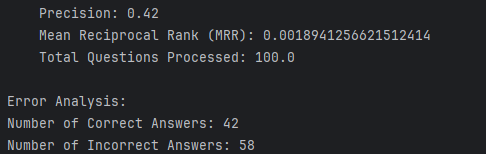 Precision: 0.42
Mean Reciprocal Rank (MRR): 0.0018941256621512414
Total Questions Processed: 100.0
Error Analysis:
Number of Correct Answers: 42
Number of Incorrect Answers: 58